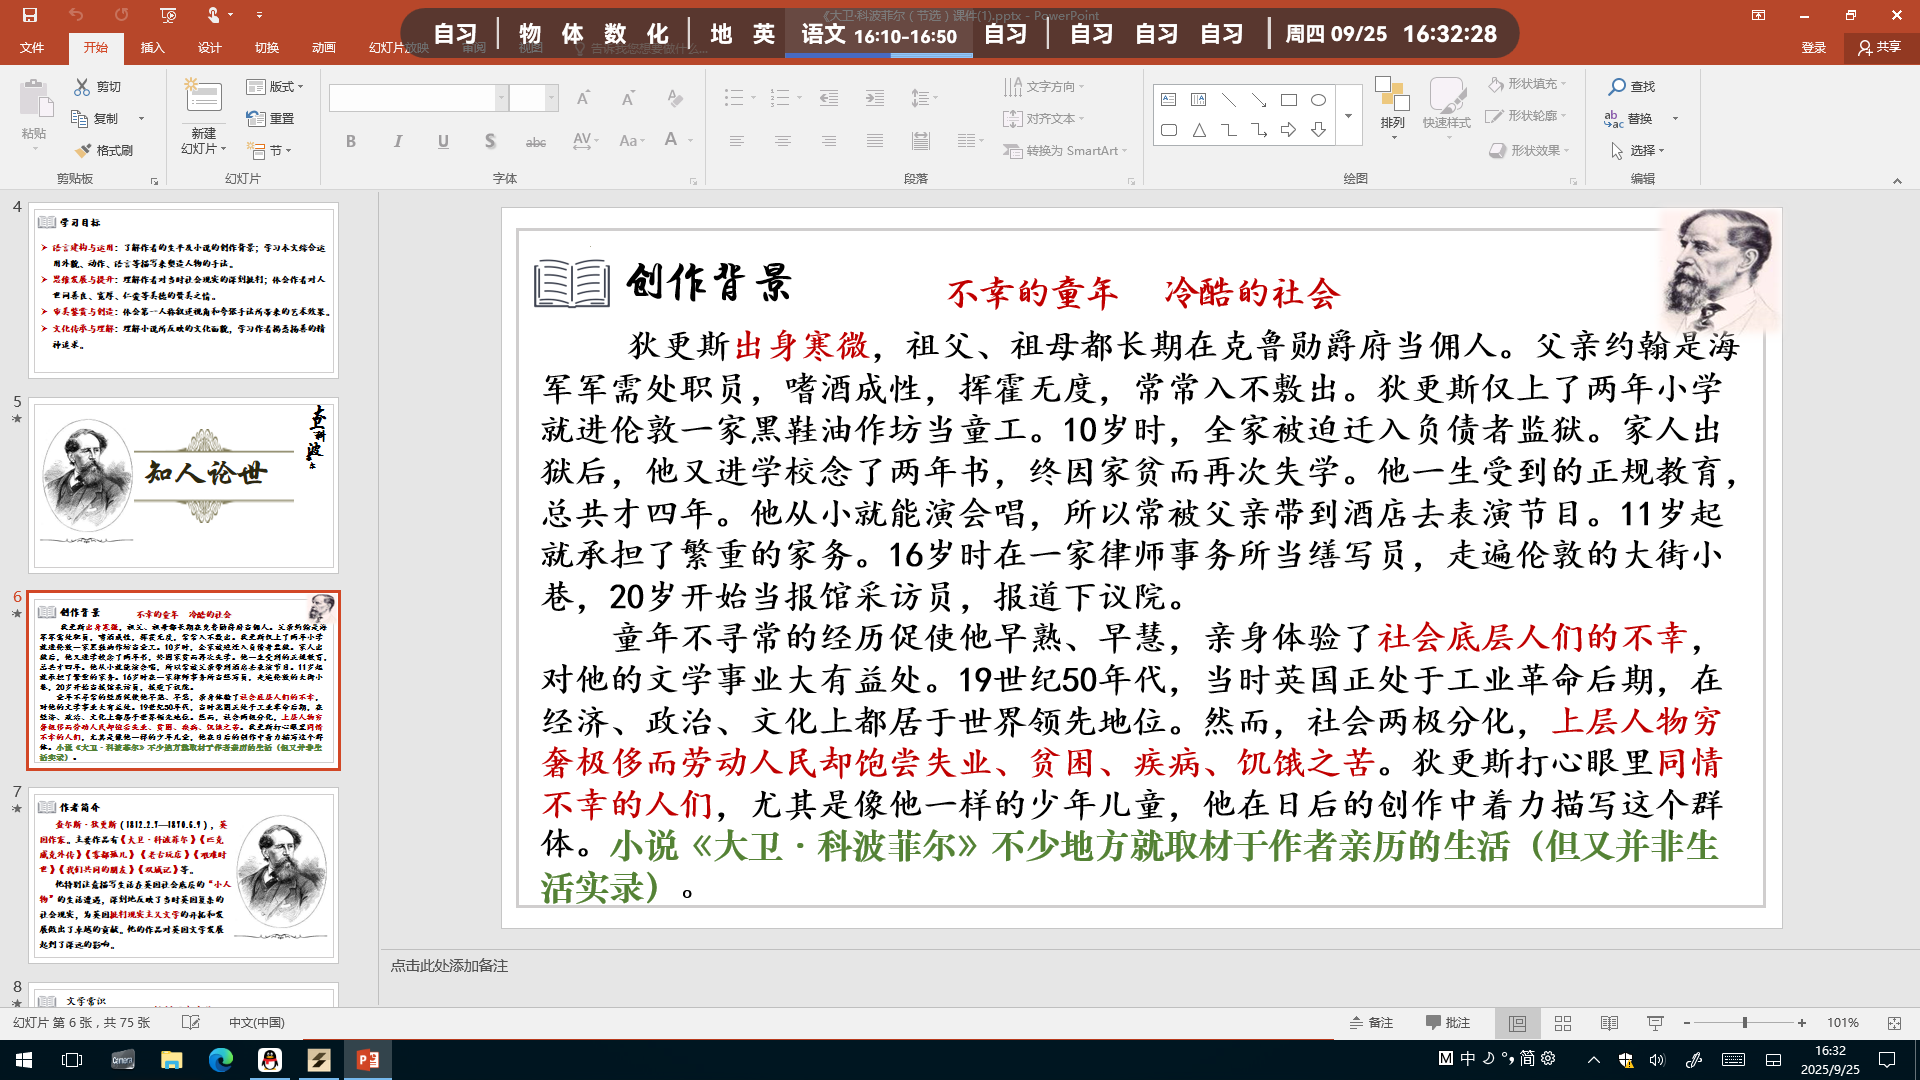 《大卫·科波菲尔（节选）课件(1).pptx - PowerPoint
自习 物 体 数 化 地 英 语文 16:10-16:50 自习 自习 自习 自习 周四 09/25 16:32:28
文件 开始 插入 设计 切换 动画 幻灯片放映 审阅 视图 告诉我您想要做什么... 登录 共享
粘贴 剪切 复制 格式刷 剪贴板
新建 幻灯片 版式 重置 节 幻灯片
B I U S abc AV Aa A 字体
文字方向 对齐文本 转换为 SmartArt 段落
排列 快速样式 形状填充 形状轮廓 形状效果 绘图
查找 替换 选择 编辑
4
学习目标
语言建构与运用：了解作者的生平及小说的创作背景；学习本文综合运
用外貌、动作、语言等描写来塑造人物的手法。
思维发展与提升：理解作者对当时社会现实的深刻批判；体会作者对人
世间善良、宽厚、仁爱等美德的赞美之情。
审美鉴赏与创造：体会第一人称叙述视角和夸张手法所带来的艺术效果。
文化传承与理解：理解小说所反映的文化面貌，学习作者揭恶扬善的精
神追求。
5
知人论世
6
创作背景 不幸的童年 冷酷的社会
7
作者简介
查尔斯·狄更斯（1812.2.7—1870.6.9），英
国作家。主要作品有《大卫·科波菲尔》《匹克
威克外传》《雾都孤儿》《老古玩店》《艰难时
世》《我们共同的朋友》《双城记》等。
他特别注意描写生活在英国社会底层的“小人
物”的生活遭遇，深刻地反映了当时英国复杂的
社会现实，为英国批判现实主义文学的开拓和发
展做出了卓越的贡献。他的作品对英国文学发展
起到了深远的影响。
8
文学常识
创作背景
不幸的童年 冷酷的社会
狄更斯出身寒微，祖父、祖母都长期在克鲁勋爵府当佣人。父亲约翰是海
军军需处职员，嗜酒成性，挥霍无度，常常入不敷出。狄更斯仅上了两年小学
就进伦敦一家黑鞋油作坊当童工。10岁时，全家被迫迁入负债者监狱。家人出
狱后，他又进学校念了两年书，终因家贫而再次失学。他一生受到的正规教育，
总共才四年。他从小就能演会唱，所以常被父亲带到酒店去表演节目。11岁起
就承担了繁重的家务。16岁时在一家律师事务所当缮写员，走遍伦敦的大街小
巷，20岁开始当报馆采访员，报道下议院。
童年不寻常的经历促使他早熟、早慧，亲身体验了社会底层人们的不幸，
对他的文学事业大有益处。19世纪50年代，当时英国正处于工业革命后期，在
经济、政治、文化上都居于世界领先地位。然而，社会两极分化，上层人物穷
奢极侈而劳动人民却饱尝失业、贫困、疾病、饥饿之苦。狄更斯打心眼里同情
不幸的人们，尤其是像他一样的少年儿童，他在日后的创作中着力描写这个群
体。小说《大卫·科波菲尔》不少地方就取材于作者亲历的生活（但又并非生
活实录）。
点击此处添加备注
幻灯片 第 6 张，共 75 张 中文(中国) 备注 批注 101%
M 中 简 16:32
2025/9/25